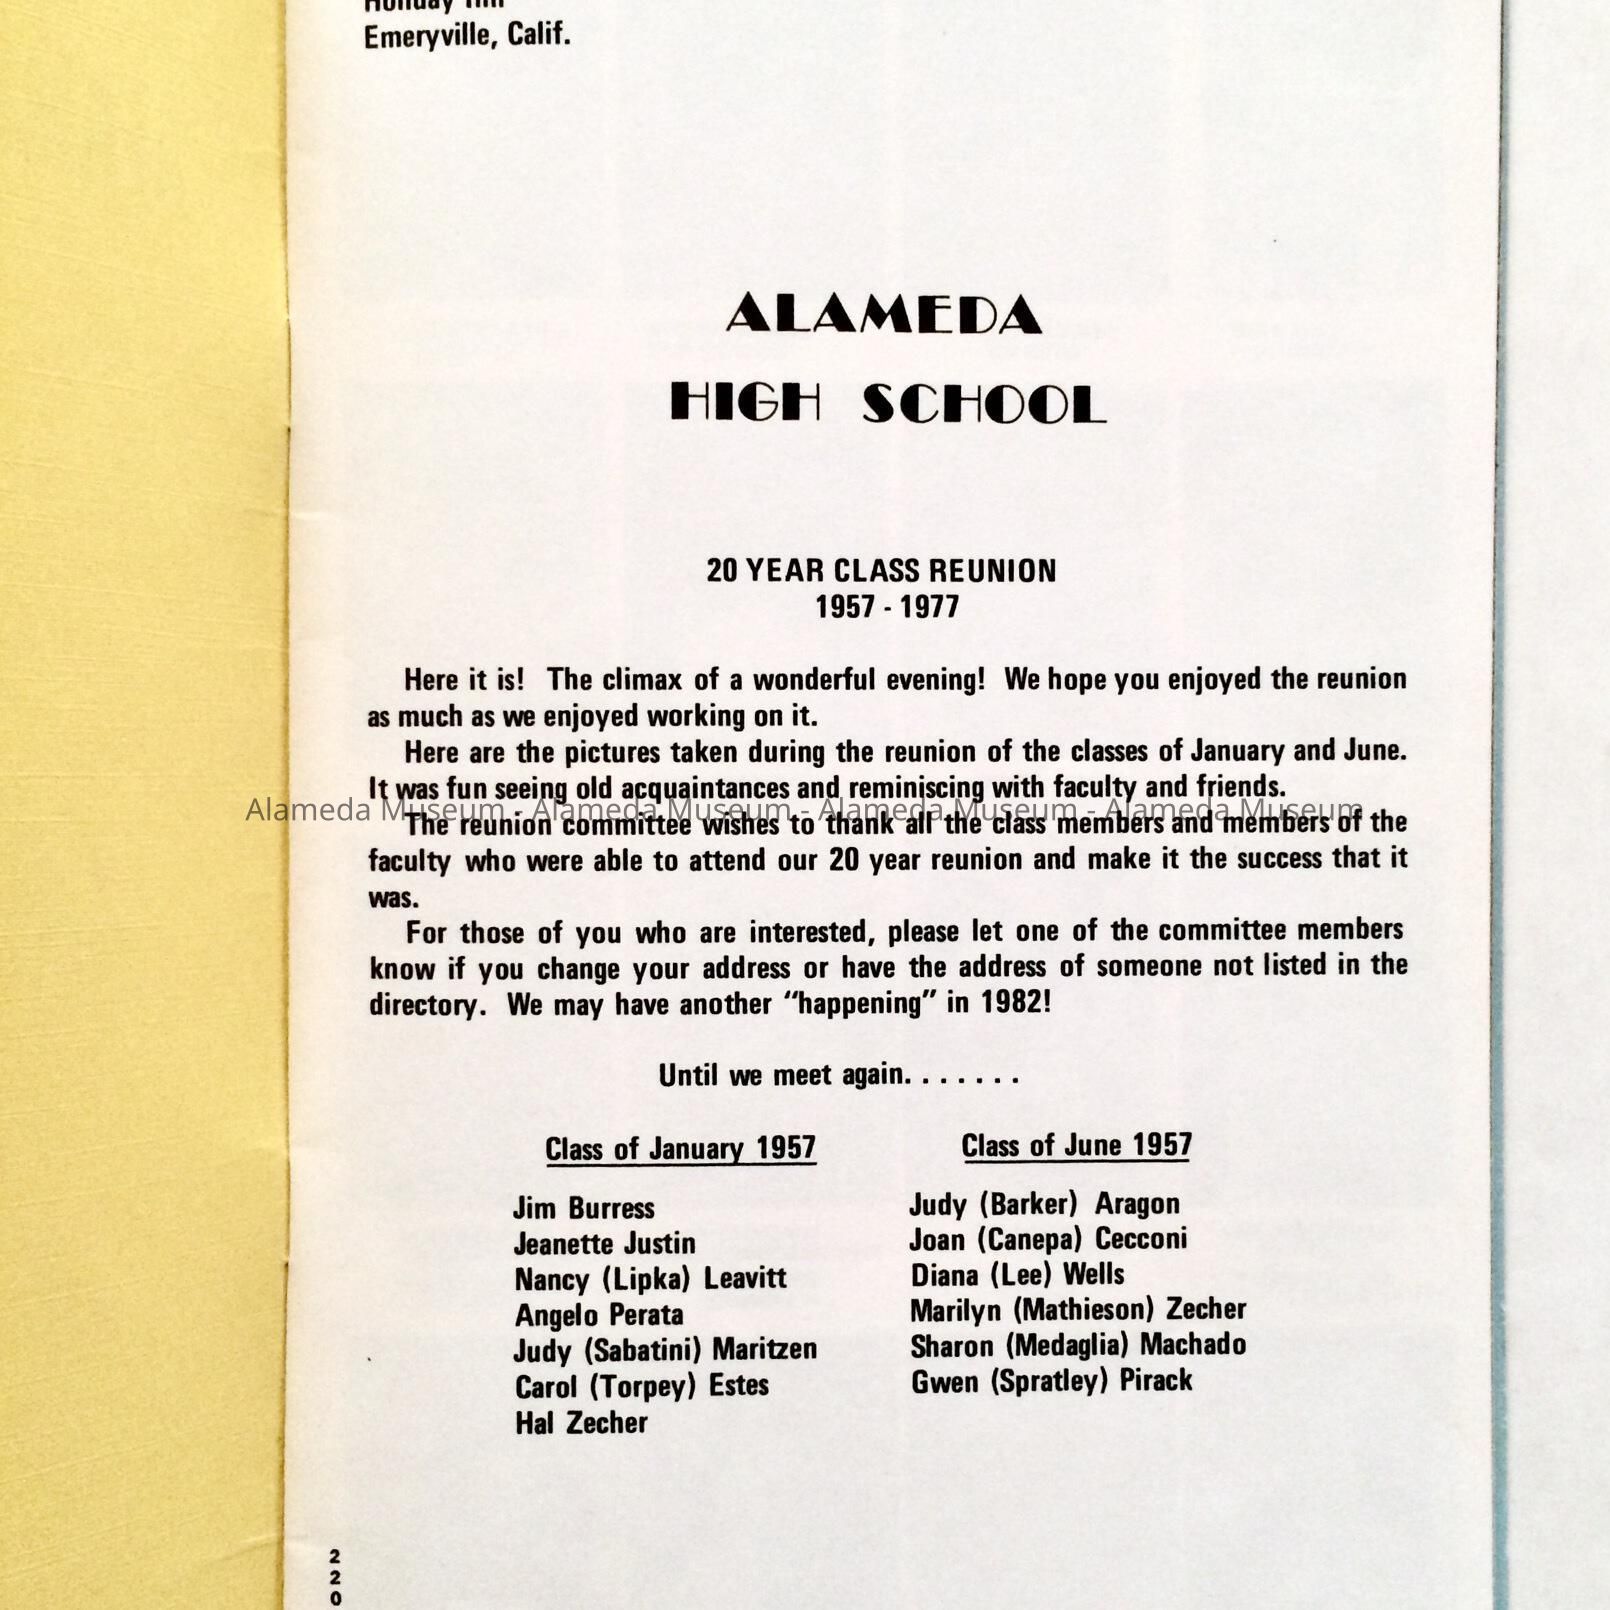 Holiday Inn
Emeryville, Calif.
ALAMEDA
HIGH SCHOOL
20 YEAR CLASS REUNION
1957 - 1977
Here it is! The climax of a wonderful evening! We hope you enjoyed the reunion
as much as we enjoyed working on it.
Here are the pictures taken during the reunion of the classes of January and June.
It was fun seeing old acquaintances and reminiscing with faculty and friends.
Alameda Museum - Alameda Museum - Alameda Museum - Alameda Museum
The reunion committee wishes to thank all the class members and members of the
faculty who were able to attend our 20 year reunion and make it the success that it
was.
For those of you who are interested, please let one of the committee members
know if you change your address or have the address of someone not listed in the
directory. We may have another “happening” in 1982!
Until we meet again. . . . . . .
Class of January 1957
Jim Burress
Jeanette Justin
Nancy (Lipka) Leavitt
Angelo Perata
Judy (Sabatini) Maritzen
Carol (Torpey) Estes
Hal Zecher
Class of June 1957
Judy (Barker) Aragon
Joan (Canepa) Cecconi
Diana (Lee) Wells
Marilyn (Mathieson) Zecher
Sharon (Medaglia) Machado
Gwen (Spratley) Pirack
2
2
0